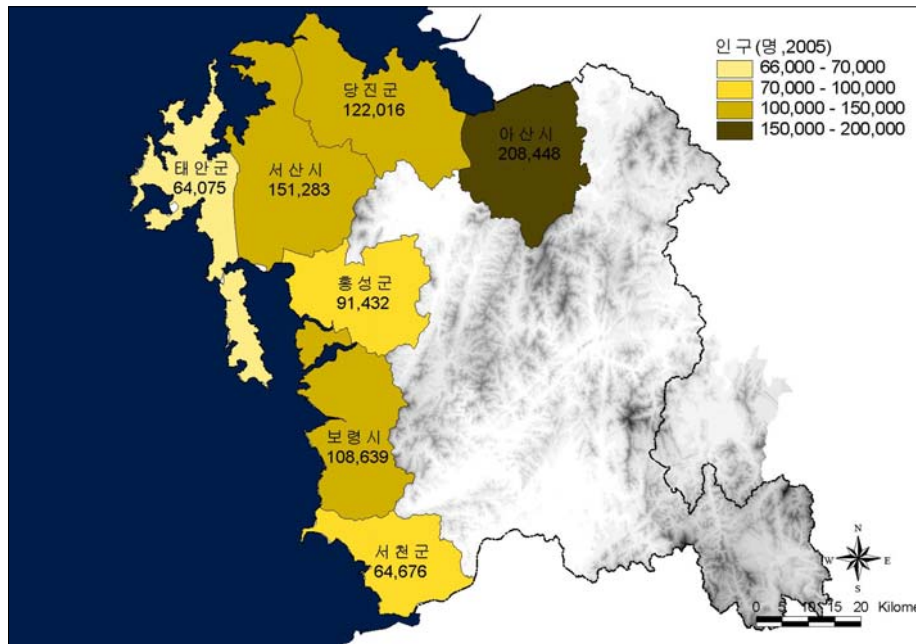 인구(명,2005)
66,000 - 70,000
70,000 - 100,000
100,000 - 150,000
150,000 - 200,000
당진군
122,016
아산시
208,448
태안군
64,075
서산시
151,283
홍성군
91,432
보령시
108,639
서천군
64,676
N
W E
S
0 5 10 15 20 Kilome